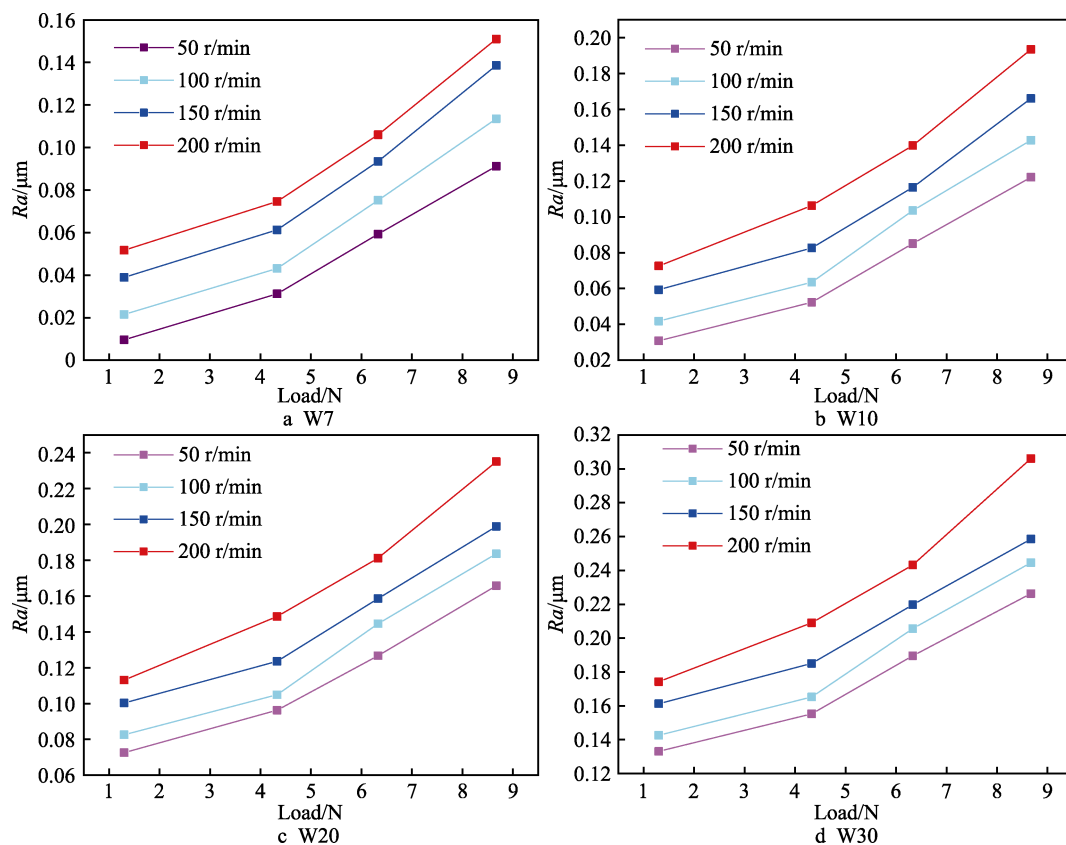 0.16
0.14
0.12
0.10
0.08
0.06
0.04
0.02
0
Ra/μm
50 r/min
100 r/min
150 r/min
200 r/min
1 2 3 4 5 6 7 8 9
Load/N
a W7
0.20
0.18
0.16
0.14
0.12
0.10
0.08
0.06
0.04
0.02
Ra/μm
50 r/min
100 r/min
150 r/min
200 r/min
1 2 3 4 5 6 7 8 9
Load/N
b W10
0.24
0.22
0.20
0.18
0.16
0.14
0.12
0.10
0.08
0.06
Ra/μm
50 r/min
100 r/min
150 r/min
200 r/min
1 2 3 4 5 6 7 8 9
Load/N
c W20
0.32
0.30
0.28
0.26
0.24
0.22
0.20
0.18
0.16
0.14
0.12
Ra/μm
50 r/min
100 r/min
150 r/min
200 r/min
1 2 3 4 5 6 7 8 9
Load/N
d W30